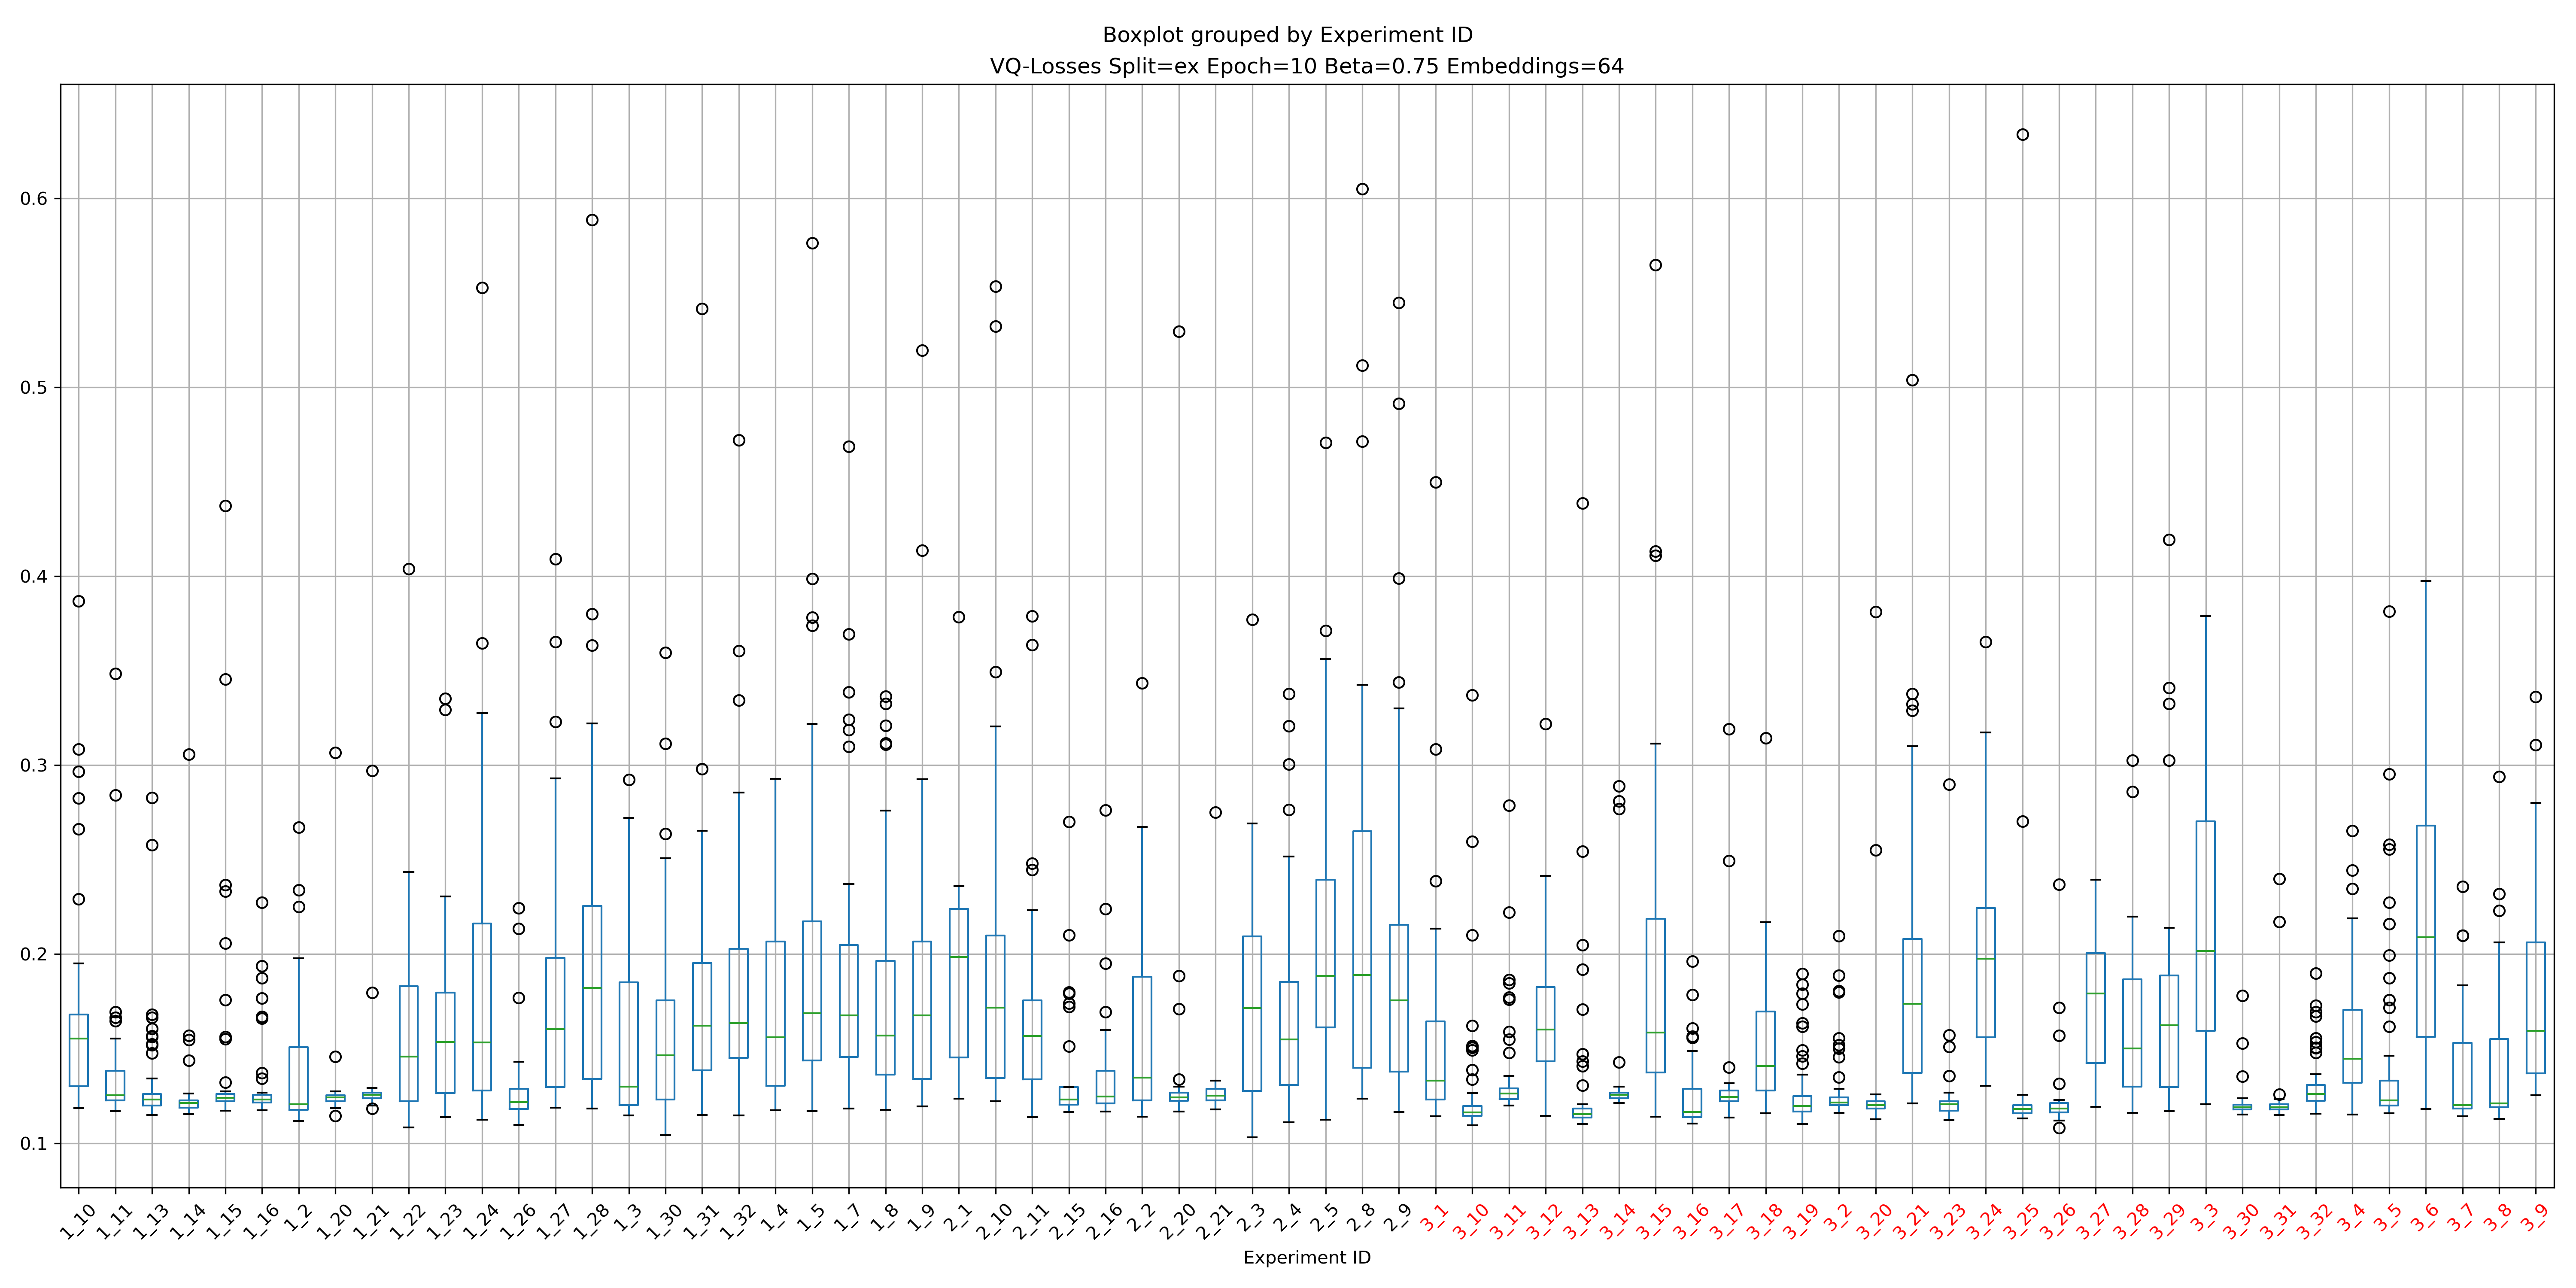 Boxplot grouped by Experiment ID
VQ-Losses Split=ex Epoch=10 Beta=0.75 Embeddings=64
0.6
0.5
0.4
0.3
0.2
0.1
1_10 1_11 1_13 1_14 1_15 1_16 1_2 1_20 1_21 1_22 1_23 1_24 1_26 1_27 1_28 1_3 1_30 1_31 1_32 1_4 1_5 1_7 1_8 1_9 2_1 2_10 2_11 2_15 2_16 2_2 2_20 2_21 2_3 2_4 2_5 2_8 2_9 3_1 3_10 3_11 3_12 3_13 3_14 3_15 3_16 3_17 3_18 3_19 3_2 3_20 3_21 3_23 3_24 3_25 3_26 3_27 3_28 3_29 3_3 3_30 3_31 3_32 3_4 3_5 3_6 3_7 3_8 3_9
Experiment ID